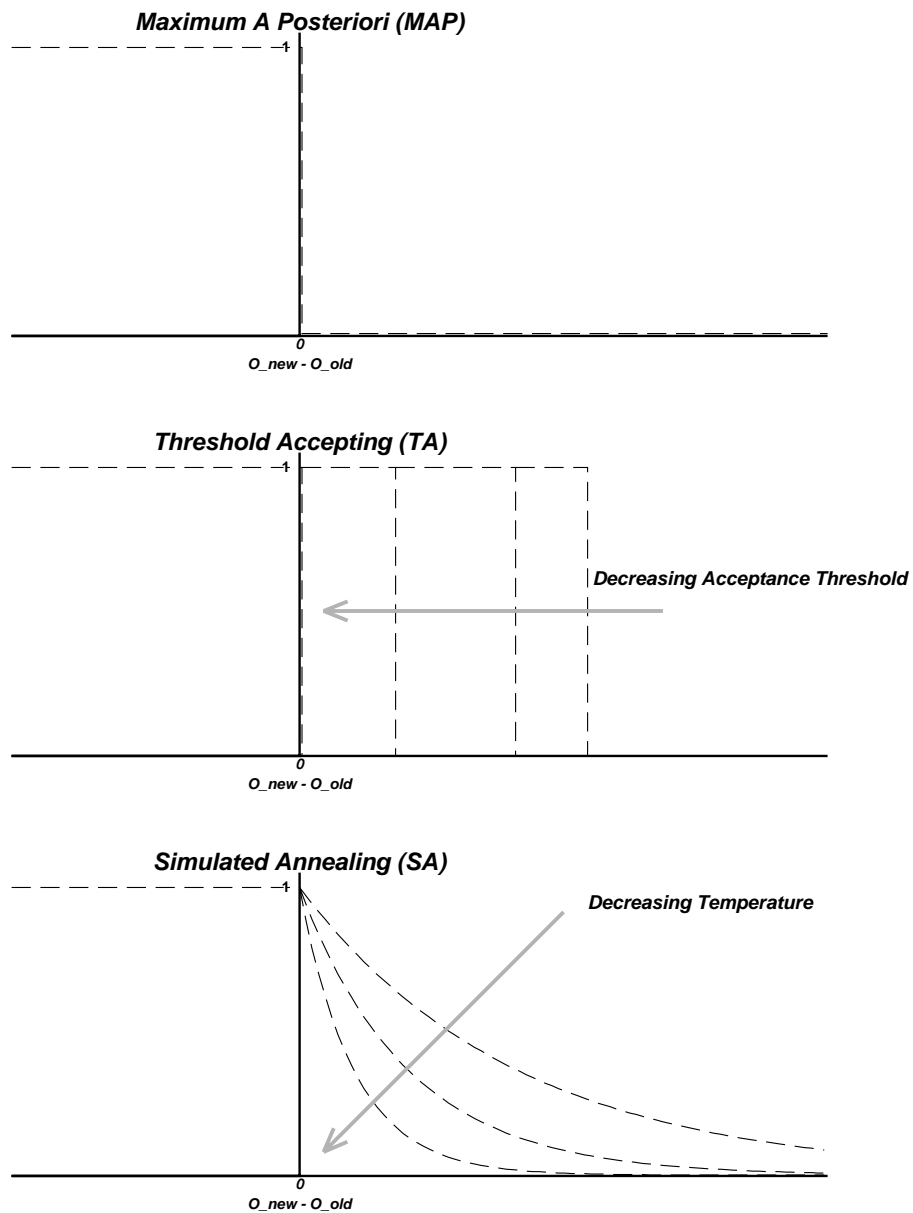 Maximum A Posteriori (MAP)
1
0
O_new - O_old
Threshold Accepting (TA)
1
Decreasing Acceptance Threshold
0
O_new - O_old
Simulated Annealing (SA)
1
Decreasing Temperature
0
O_new - O_old